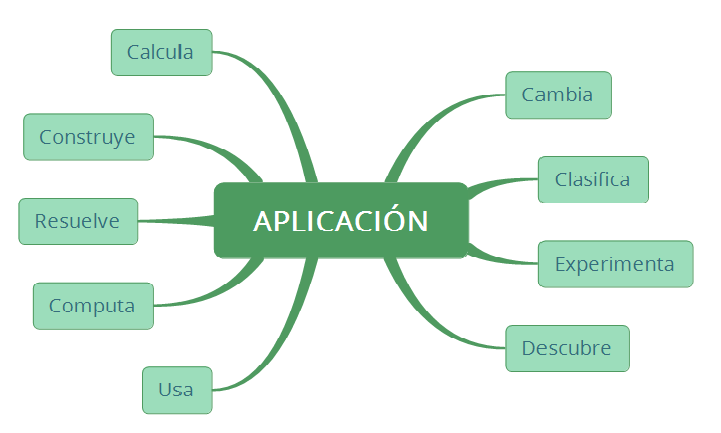 Calcula
Construye
Resuelve
Computa
Usa
APLICACIÓN
Cambia
Clasifica
Experimenta
Descubre